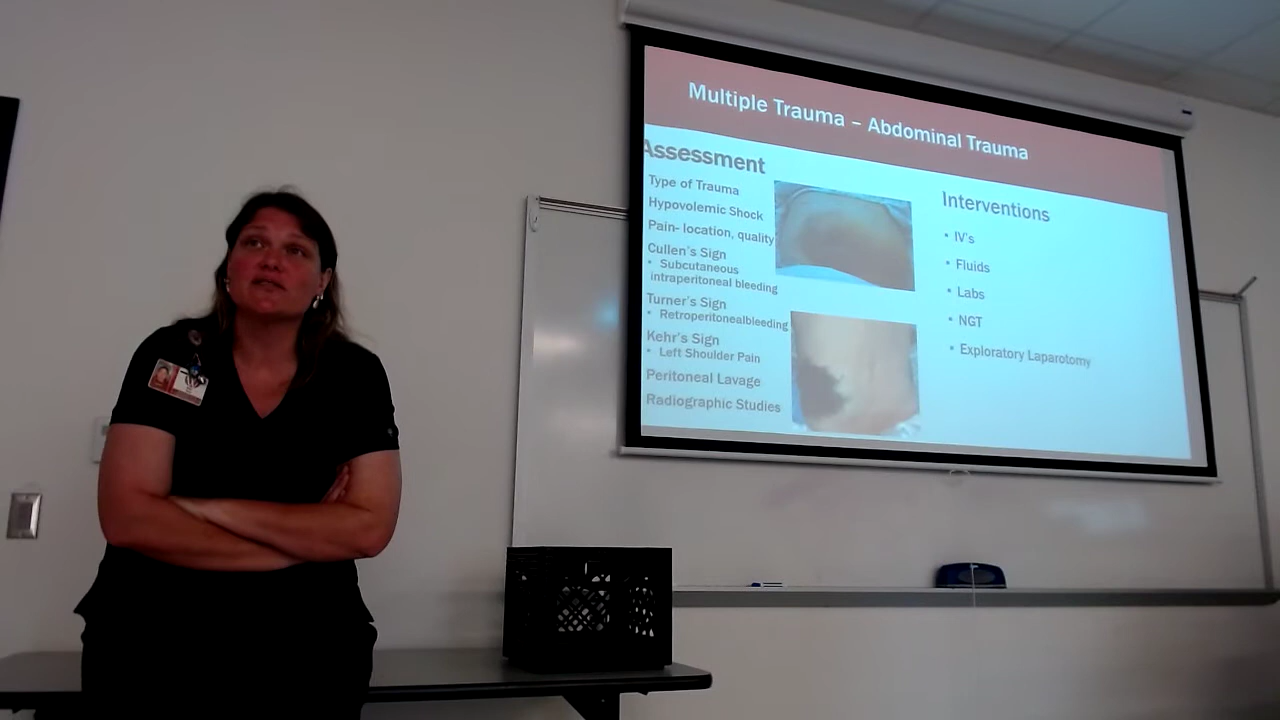 Multiple Trauma – Abdominal Trauma
Assessment
Type of Trauma
Hypovolemic Shock
Pain- location, quality
Cullen's Sign
• Subcutaneous
intraperitoneal bleeding
Turner's Sign
• Retroperitonealbleeding
Kehr's Sign
• Left Shoulder Pain
Peritoneal Lavage
Radiographic Studies
Interventions
• IV's
• Fluids
• Labs
• NGT
• Exploratory Laparotomy